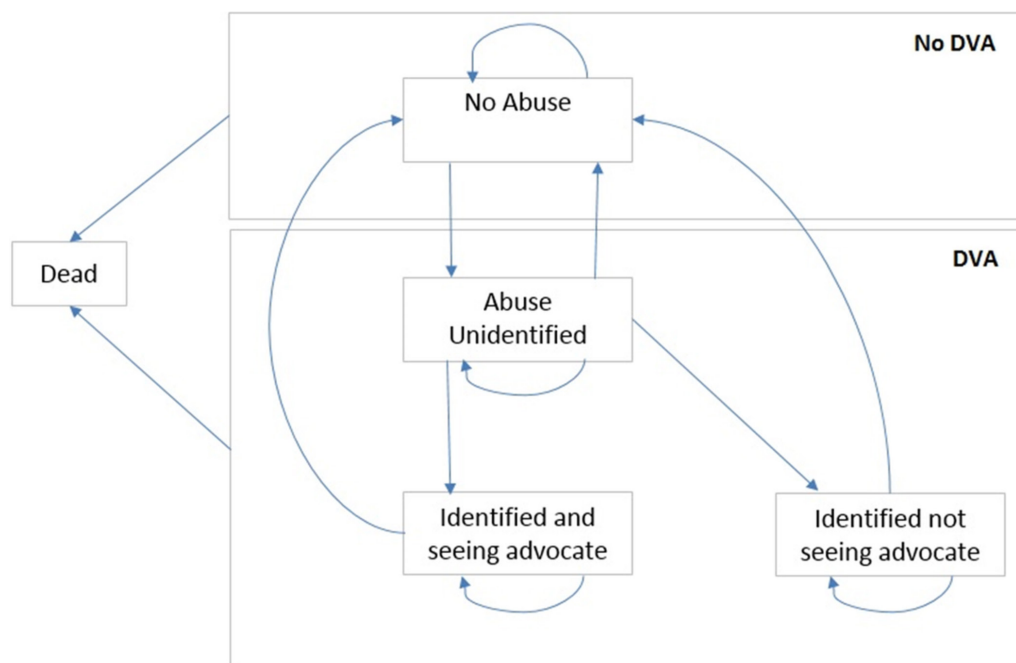 No DVA
No Abuse
Dead
DVA
Abuse
Unidentified
Identified and
seeing advocate
Identified not
seeing advocate